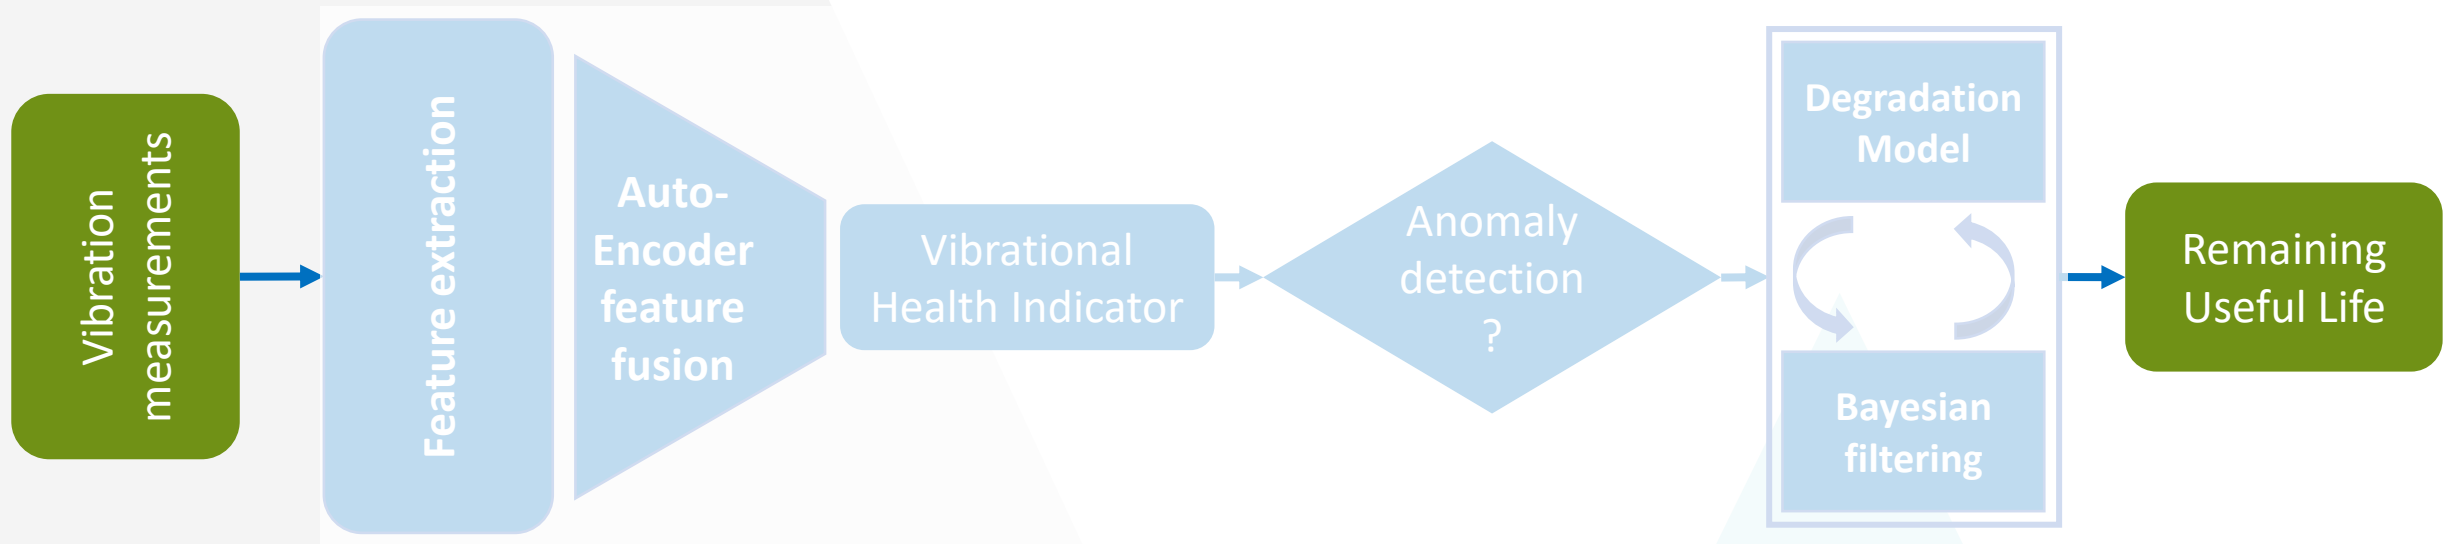 Vibration
measurements
Feature extraction
Auto-
Encoder
feature
fusion
Vibrational
Health Indicator
Anomaly
detection
?
Degradation
Model
Bayesian
filtering
Remaining
Useful Life